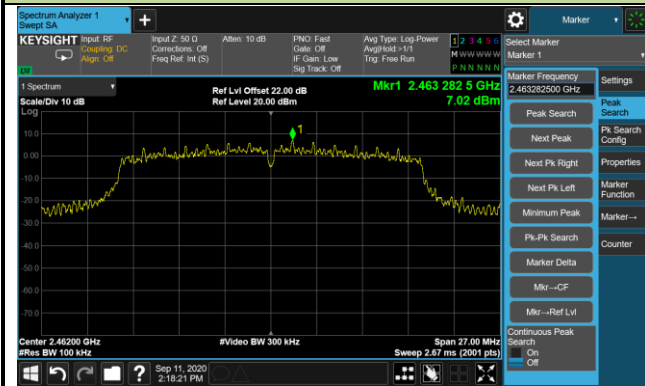 Spectrum Analyzer 1
Swept SA
Marker
KEYSIGHT
Input: RF
Coupling: DC
Align: Off
Input Z: 50 Ω
Corrections: Off
Freq Ref: Int (S)
Atten: 10 dB
PNO: Fast
Gate: Off
IF Gain: Low
Sig Track: Off
Avg Type: Log-Power
Avg|Hold:>1/1
Trig: Free Run
1 2 3 4 5 6
M W W W W W
P N N N N N
LXI
Select Marker
Marker 1
1 Spectrum
Scale/Div 10 dB
Log
Ref Lvl Offset 22.00 dB
Ref Level 20.00 dBm
Mkr1 2.463 282 5 GHz
7.02 dBm
Marker Frequency
2.463282500 GHz
Settings
Peak Search
Peak
Search
Next Peak
Pk Search
Config
Next Pk Right
Properties
Next Pk Left
Marker
Function
Minimum Peak
Marker→
Pk-Pk Search
Counter
Marker Delta
Mkr→CF
Mkr→Ref Lvl
Continuous Peak
Search
On
Off
1
10.0
0.00
-10.0
-20.0
-30.0
-40.0
-50.0
-60.0
-70.0
Center 2.46200 GHz
#Res BW 100 kHz
#Video BW 300 kHz
Span 27.00 MHz
Sweep 2.67 ms (2001 pts)
?
Sep 11, 2020
2:18:21 PM